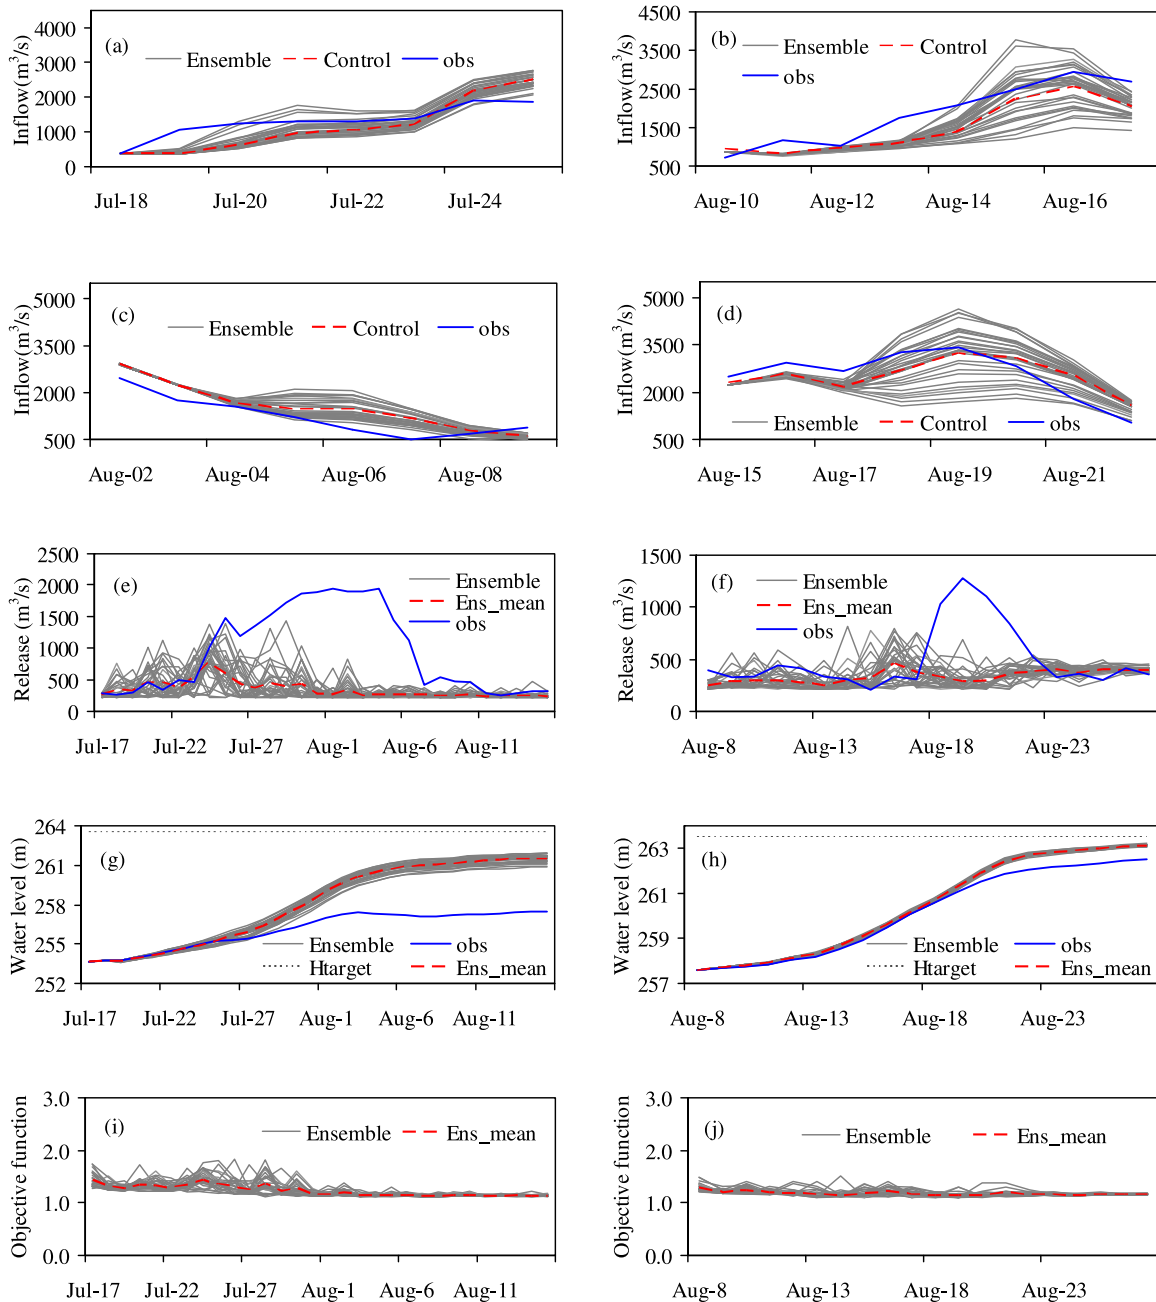 (a)
Ensemble Control obs
Inflow(m³/s)
4000
3000
2000
1000
0
Jul-18 Jul-20 Jul-22 Jul-24
(b)
Ensemble Control
obs
Inflow(m³/s)
4500
3500
2500
1500
500
Aug-10 Aug-12 Aug-14 Aug-16
(c)
Ensemble Control obs
Inflow(m³/s)
5000
3500
2000
500
Aug-02 Aug-04 Aug-06 Aug-08
(d)
Ensemble Control obs
Inflow(m³/s)
5000
3500
2000
500
Aug-15 Aug-17 Aug-19 Aug-21
(e)
Ensemble
Ens_mean
obs
Release (m³/s)
2500
2000
1500
1000
500
0
Jul-17 Jul-22 Jul-27 Aug-1 Aug-6 Aug-11
(f)
Ensemble
Ens_mean
obs
Release (m³/s)
1500
1000
500
0
Aug-8 Aug-13 Aug-18 Aug-23
(g)
Water level (m)
264
261
258
255
252
Ensemble obs
Htarget Ens_mean
Jul-17 Jul-22 Jul-27 Aug-1 Aug-6 Aug-11
(h)
Water level (m)
263
261
259
257
Ensemble obs
Htarget Ens_mean
Aug-8 Aug-13 Aug-18 Aug-23
(i)
Ensemble Ens_mean
Objective function
3.0
2.0
1.0
0.0
Jul-17 Jul-22 Jul-27 Aug-1 Aug-6 Aug-11
(j)
Ensemble Ens_mean
Objective function
3.0
2.0
1.0
0.0
Aug-8 Aug-13 Aug-18 Aug-23